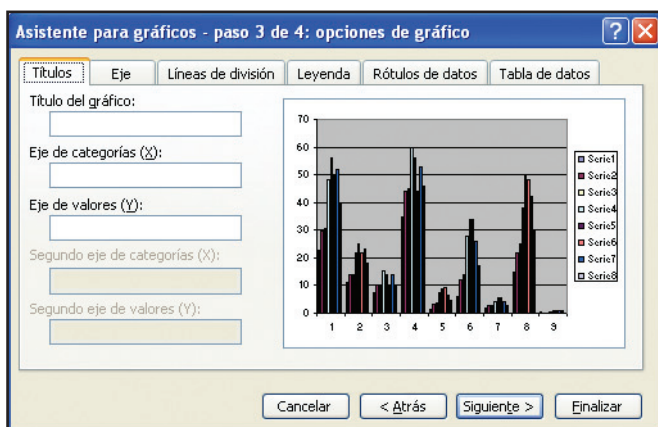 Asistente para gráficos - paso 3 de 4: opciones de gráfico
Títulos Eje Líneas de división Leyenda Rótulos de datos Tabla de datos
Título del gráfico:
Eje de categorías (X):
Eje de valores (Y):
Segundo eje de categorías (X):
Segundo eje de valores (Y):
70
60
50
40
30
20
10
0
1 2 3 4 5 6 7 8 9
Serie1
Serie2
Serie3
Serie4
Serie5
Serie6
Serie7
Serie8
Cancelar < Atrás Siguiente > Finalizar